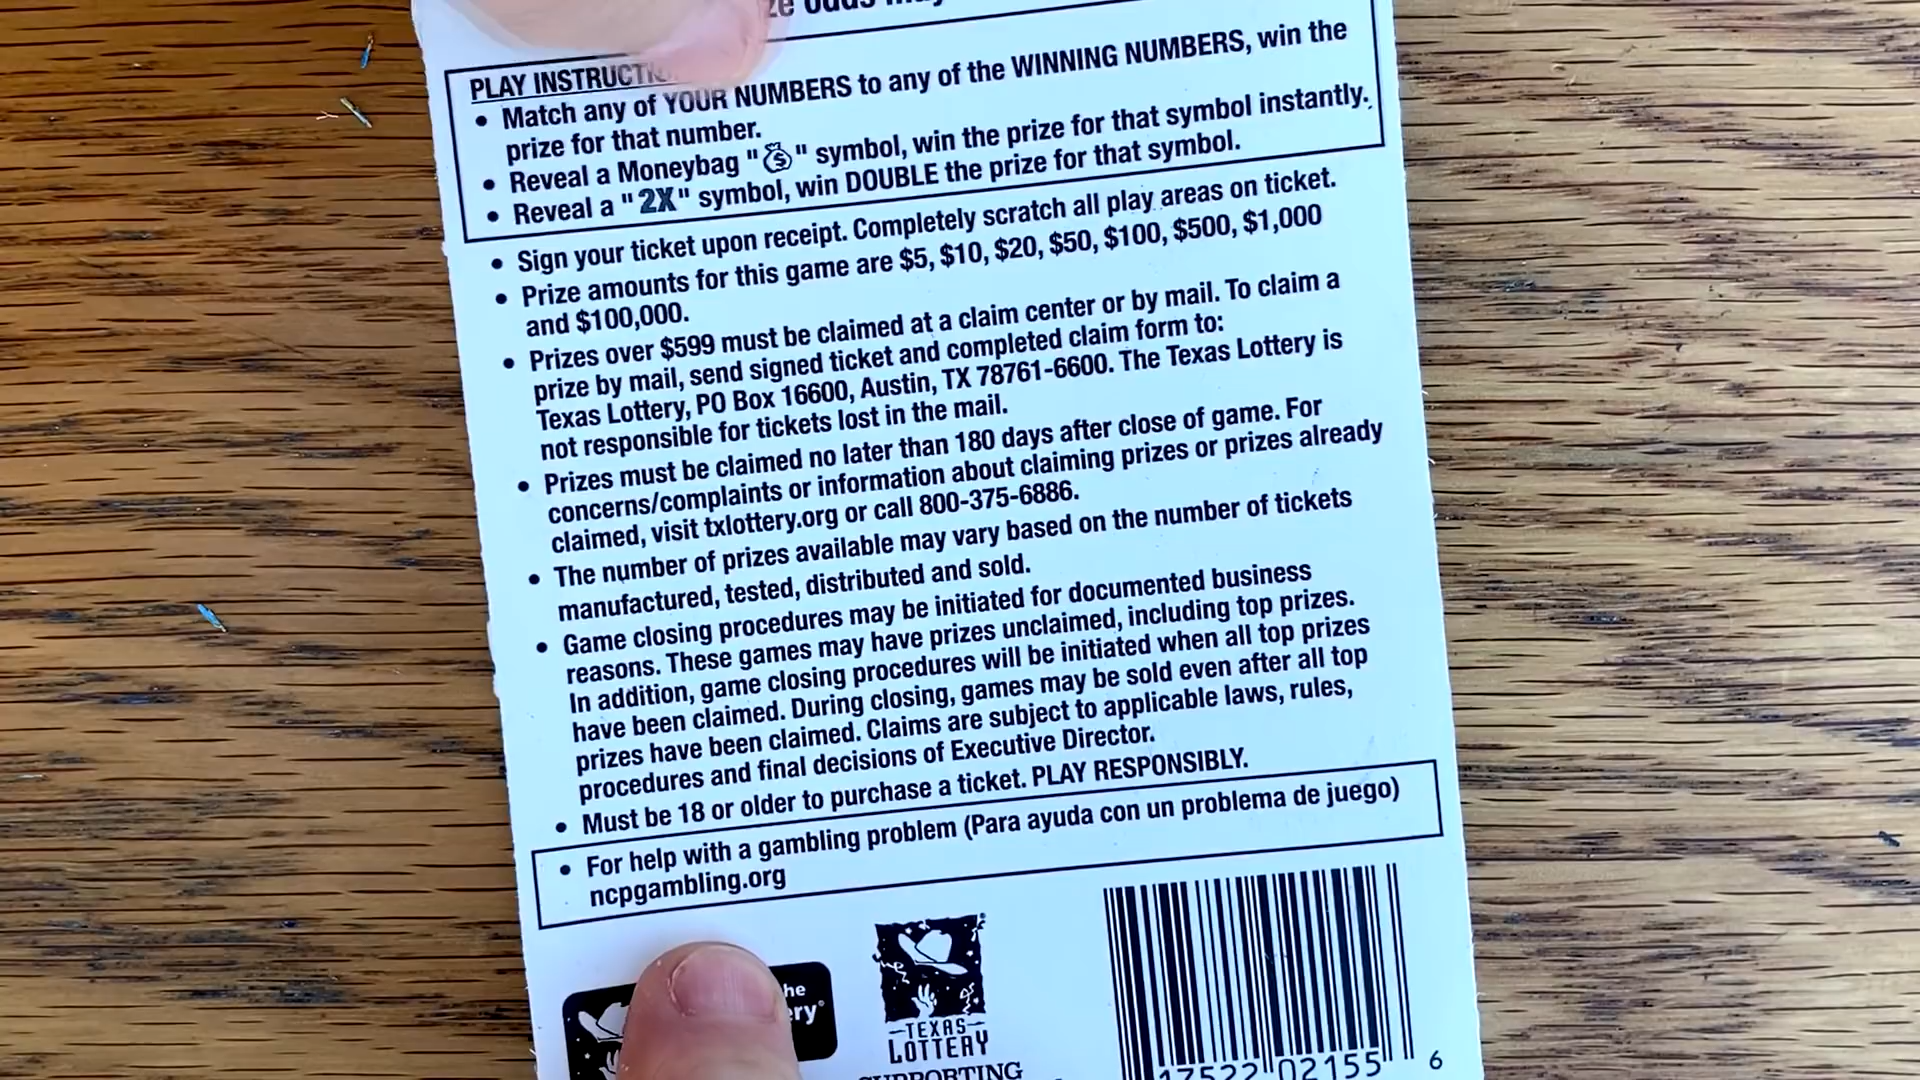 odds
PLAY INSTRUCTI
• Match any of YOUR NUMBERS to any of the WINNING NUMBERS, win the
prize for that number.
• Reveal a Moneybag " $ " symbol, win the prize for that symbol instantly.
• Reveal a "2X" symbol, win DOUBLE the prize for that symbol.
• Sign your ticket upon receipt. Completely scratch all play areas on ticket.
• Prize amounts for this game are $5, $10, $20, $50, $100, $500, $1,000
and $100,000.
• Prizes over $599 must be claimed at a claim center or by mail. To claim a
prize by mail, send signed ticket and completed claim form to:
Texas Lottery, PO Box 16600, Austin, TX 78761-6600. The Texas Lottery is
not responsible for tickets lost in the mail.
• Prizes must be claimed no later than 180 days after close of game. For
concerns/complaints or information about claiming prizes or prizes already
claimed, visit txlottery.org or call 800-375-6886.
• The number of prizes available may vary based on the number of tickets
manufactured, tested, distributed and sold.
• Game closing procedures may be initiated for documented business
reasons. These games may have prizes unclaimed, including top prizes.
In addition, game closing procedures will be initiated when all top prizes
have been claimed. During closing, games may be sold even after all top
prizes have been claimed. Claims are subject to applicable laws, rules,
procedures and final decisions of Executive Director.
• Must be 18 or older to purchase a ticket. PLAY RESPONSIBLY.
• For help with a gambling problem (Para ayuda con un problema de juego)
ncpgambling.org
he
ry®
TEXAS
LOTTERY
SUPPORTING
17522 02155 6